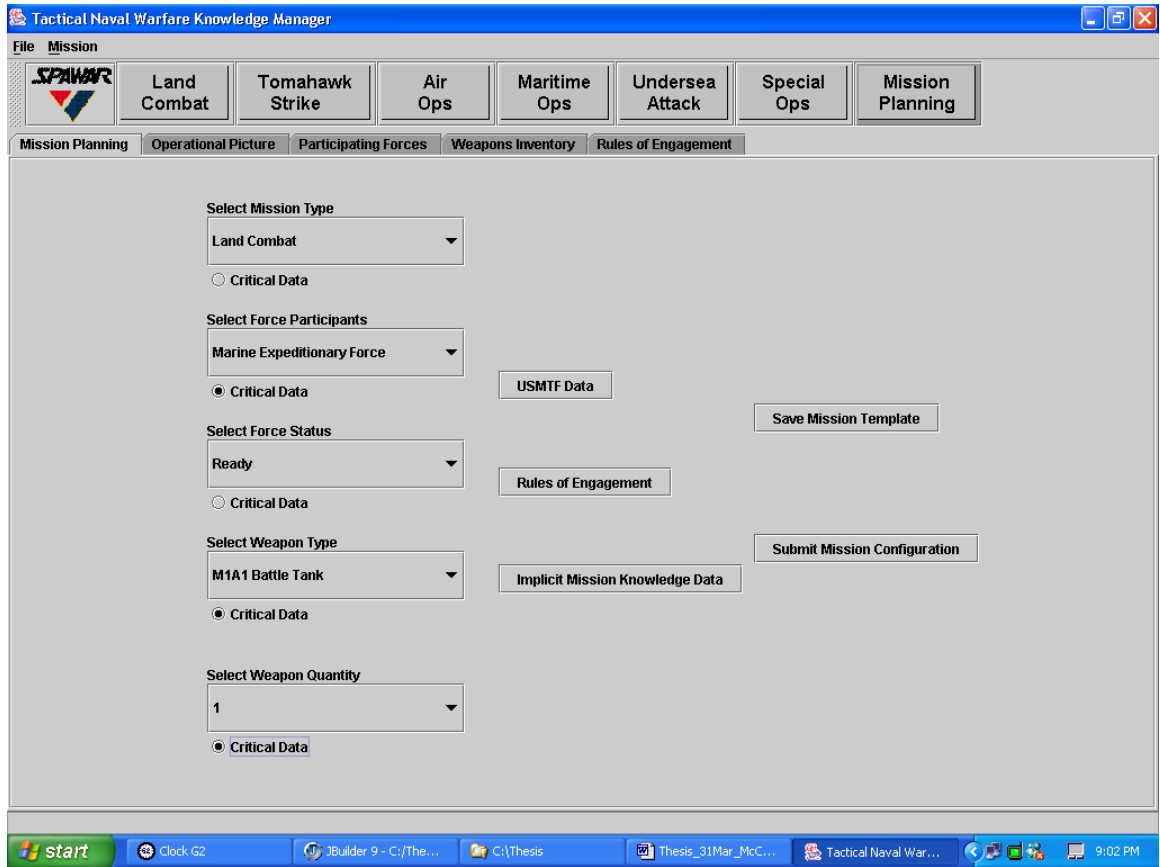 Tactical Naval Warfare Knowledge Manager
File Mission
SPAWAR
Land Combat
Tomahawk Strike
Air Ops
Maritime Ops
Undersea Attack
Special Ops
Mission Planning
Mission Planning Operational Picture Participating Forces Weapons Inventory Rules of Engagement
Select Mission Type
Land Combat
Critical Data
Select Force Participants
Marine Expeditionary Force
Critical Data
USMTF Data
Save Mission Template
Select Force Status
Ready
Critical Data
Rules of Engagement
Select Weapon Type
M1A1 Battle Tank
Critical Data
Implicit Mission Knowledge Data
Submit Mission Configuration
Select Weapon Quantity
1
Critical Data
start Clock G2 JBuilder 9 - C:/The... C:\Thesis Thesis_31Mar_McC... Tactical Naval War... 9:02 PM